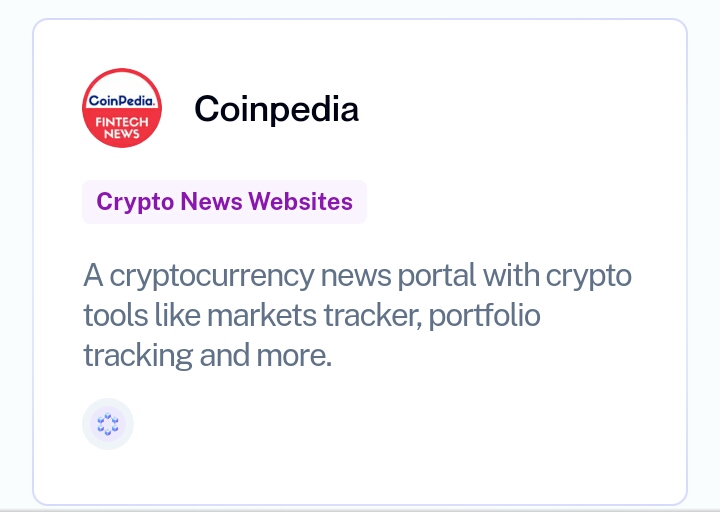 CoinPedia.
FINTECH
NEWS
Coinpedia
Crypto News Websites
A cryptocurrency news portal with crypto
tools like markets tracker, portfolio
tracking and more.